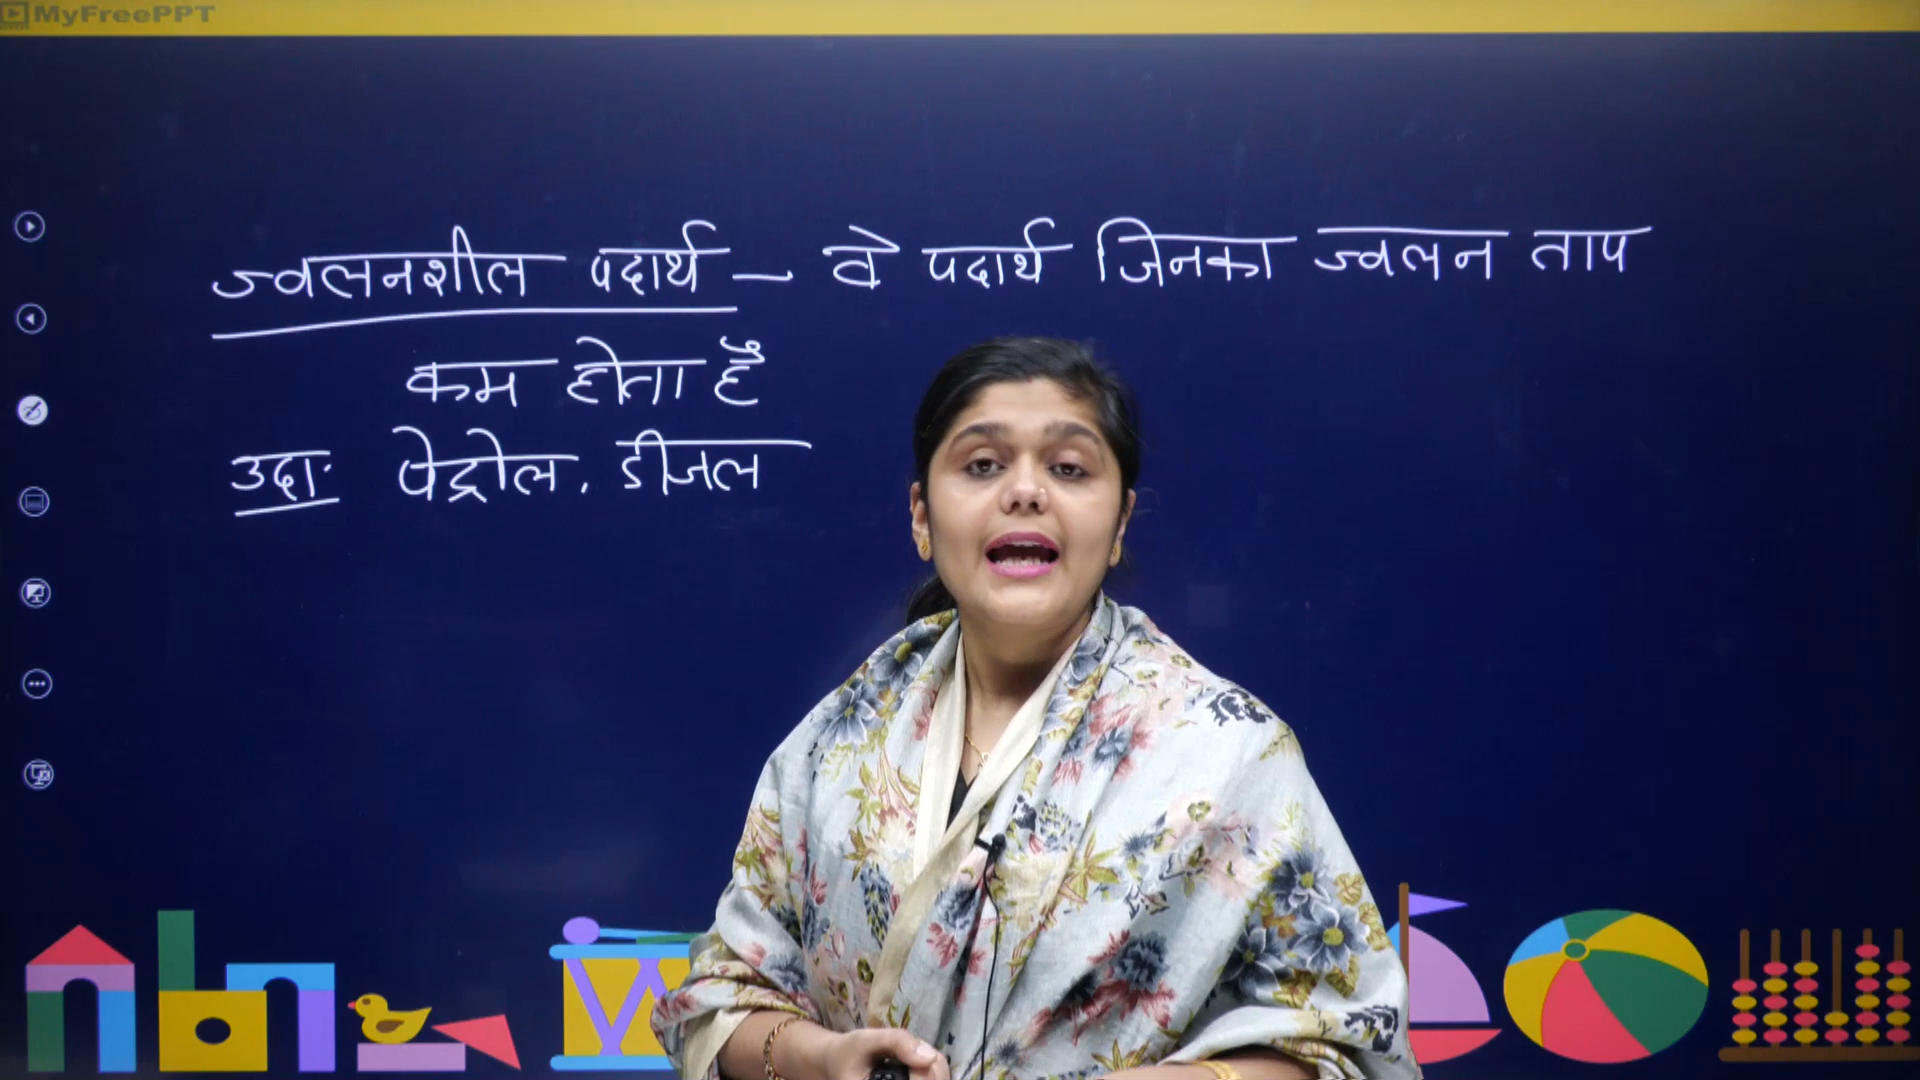 MyFreePPT
ज्वलनशील पदार्थ — वे पदार्थ जिनका ज्वलन ताप
कम होता है
उदा. पेट्रोल, डीजल